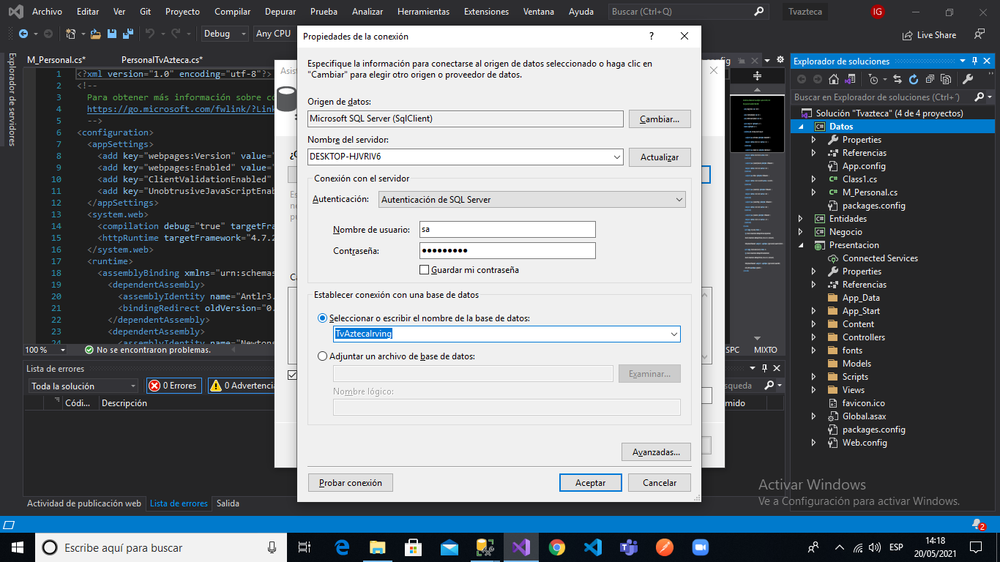 Archivo Editar Ver Git Proyecto Compilar Depurar Prueba Analizar Herramientas Extensiones Ventana Ayuda Buscar (Ctrl+Q) Tvazteca IG
Debug Any CPU Live Share
Propiedades de la conexión
Especifique la información para conectarse al origen de datos seleccionado o haga clic en
"Cambiar" para elegir otro origen o proveedor de datos.
Origen de datos:
Microsoft SQL Server (SqlClient) Cambiar...
Nombre del servidor:
DESKTOP-HJVRIV6 Actualizar
Conexión con el servidor
Autenticación: Autenticación de SQL Server
Nombre de usuario: sa
Contraseña: ●●●●●●●●●
Guardar mi contraseña
Establecer conexión con una base de datos
Seleccionar o escribir el nombre de la base de datos:
TvAztecaIrving
Adjuntar un archivo de base de datos:
Examinar...
Nombre lógico:
Avanzadas...
Probar conexión Aceptar Cancelar
Explorador de servidores
M_Personal.cs* PersonalTvAzteca.cs*
1 <?xml version="1.0" encoding="utf-8"?>
2 <!--
3 Para obtener más información sobre
4 https://go.microsoft.com/fwlink/?Link
5 -->
6 <configuration>
7 <appSettings>
8 <add key="webpages:Version" value="
9 <add key="webpages:Enabled" value="
10 <add key="ClientValidationEnabled"
11 <add key="UnobtrusiveJavaScriptEnab
12 </appSettings>
13 <system.web>
14 <compilation debug="true" targetFra
15 <httpRuntime targetFramework="4.7.2
16 </system.web>
17 <runtime>
18 <assemblyBinding xmlns="urn:schemas
19 <dependentAssembly>
20 <assemblyIdentity name="Antlr3.
21 <bindingRedirect oldVersion="0.
22 </dependentAssembly>
23 <dependentAssembly>
24 <assemblyIdentity name="Newtons
100 % No se encontraron problemas. SPC MIXTO
Lista de errores
Toda la solución 0 Errores 0 Advertencia
Códi... Descripción
Actividad de publicación web Lista de errores Salida
Explorador de soluciones
Buscar en Explorador de soluciones (Ctrl+´)
Solución "Tvazteca" (4 de 4 proyectos)
Datos
Properties
Referencias
App.config
Class1.cs
M_Personal.cs
packages.config
Entidades
Negocio
Presentacion
Connected Services
Properties
Referencias
App_Data
App_Start
Content
Controllers
fonts
Models
Scripts
Views
favicon.ico
Global.asax
packages.config
Web.config
Activar Windows
Ve a Configuración para activar Windows.
2
Escribe aquí para buscar
ESP
14:18
20/05/2021